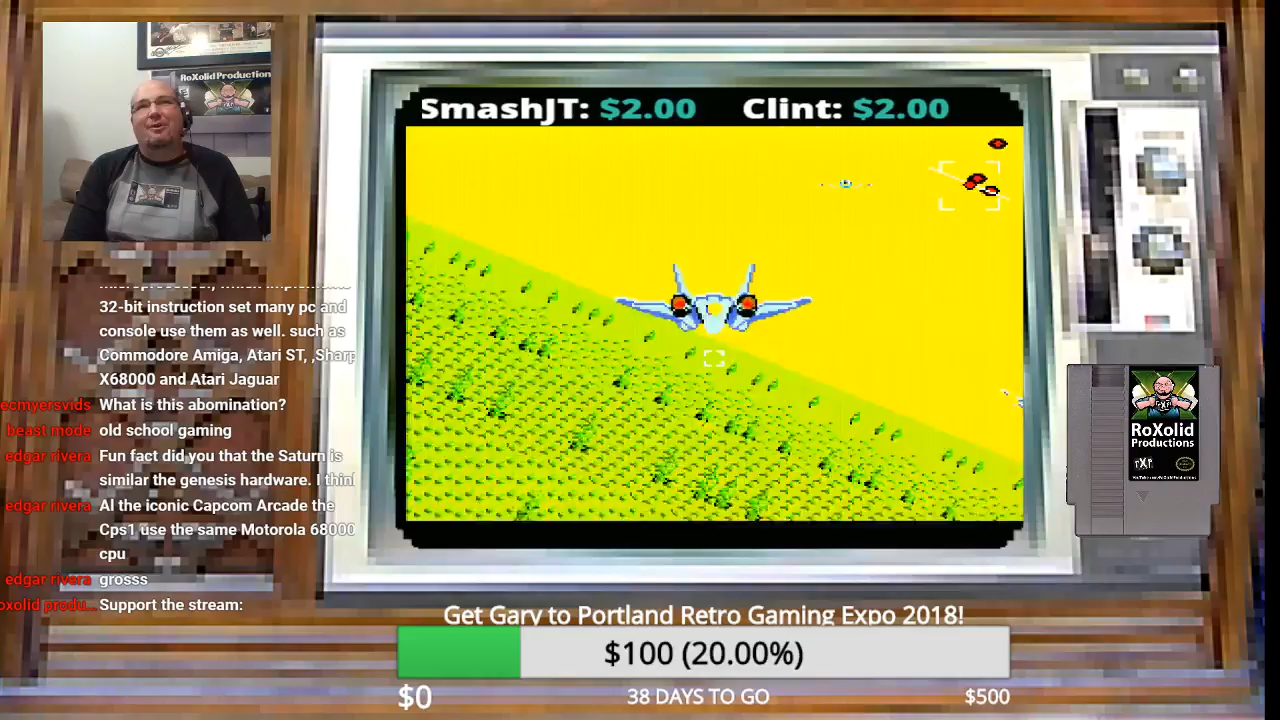 RoXolid Production
SmashJT: $2.00 Clint: $2.00
32-bit instruction set many pc and
console use them as well. such as
Commodore Amiga, Atari ST, ,Sharp
X68000 and Atari Jaguar
ecmyersvids What is this abomination?
beast mode old school gaming
edgar rivera Fun fact did you that the Saturn is
similar the genesis hardware. I thin
edgar rivera Al the iconic Capcom Arcade the
Cps1 use the same Motorola 68000
cpu
edgar rivera grosss
oxolid produ... Support the stream:
RoXolid
Productions
TXT
Get Gary to Portland Retro Gaming Expo 2018!
$100 (20.00%)
$0 38 DAYS TO GO $500